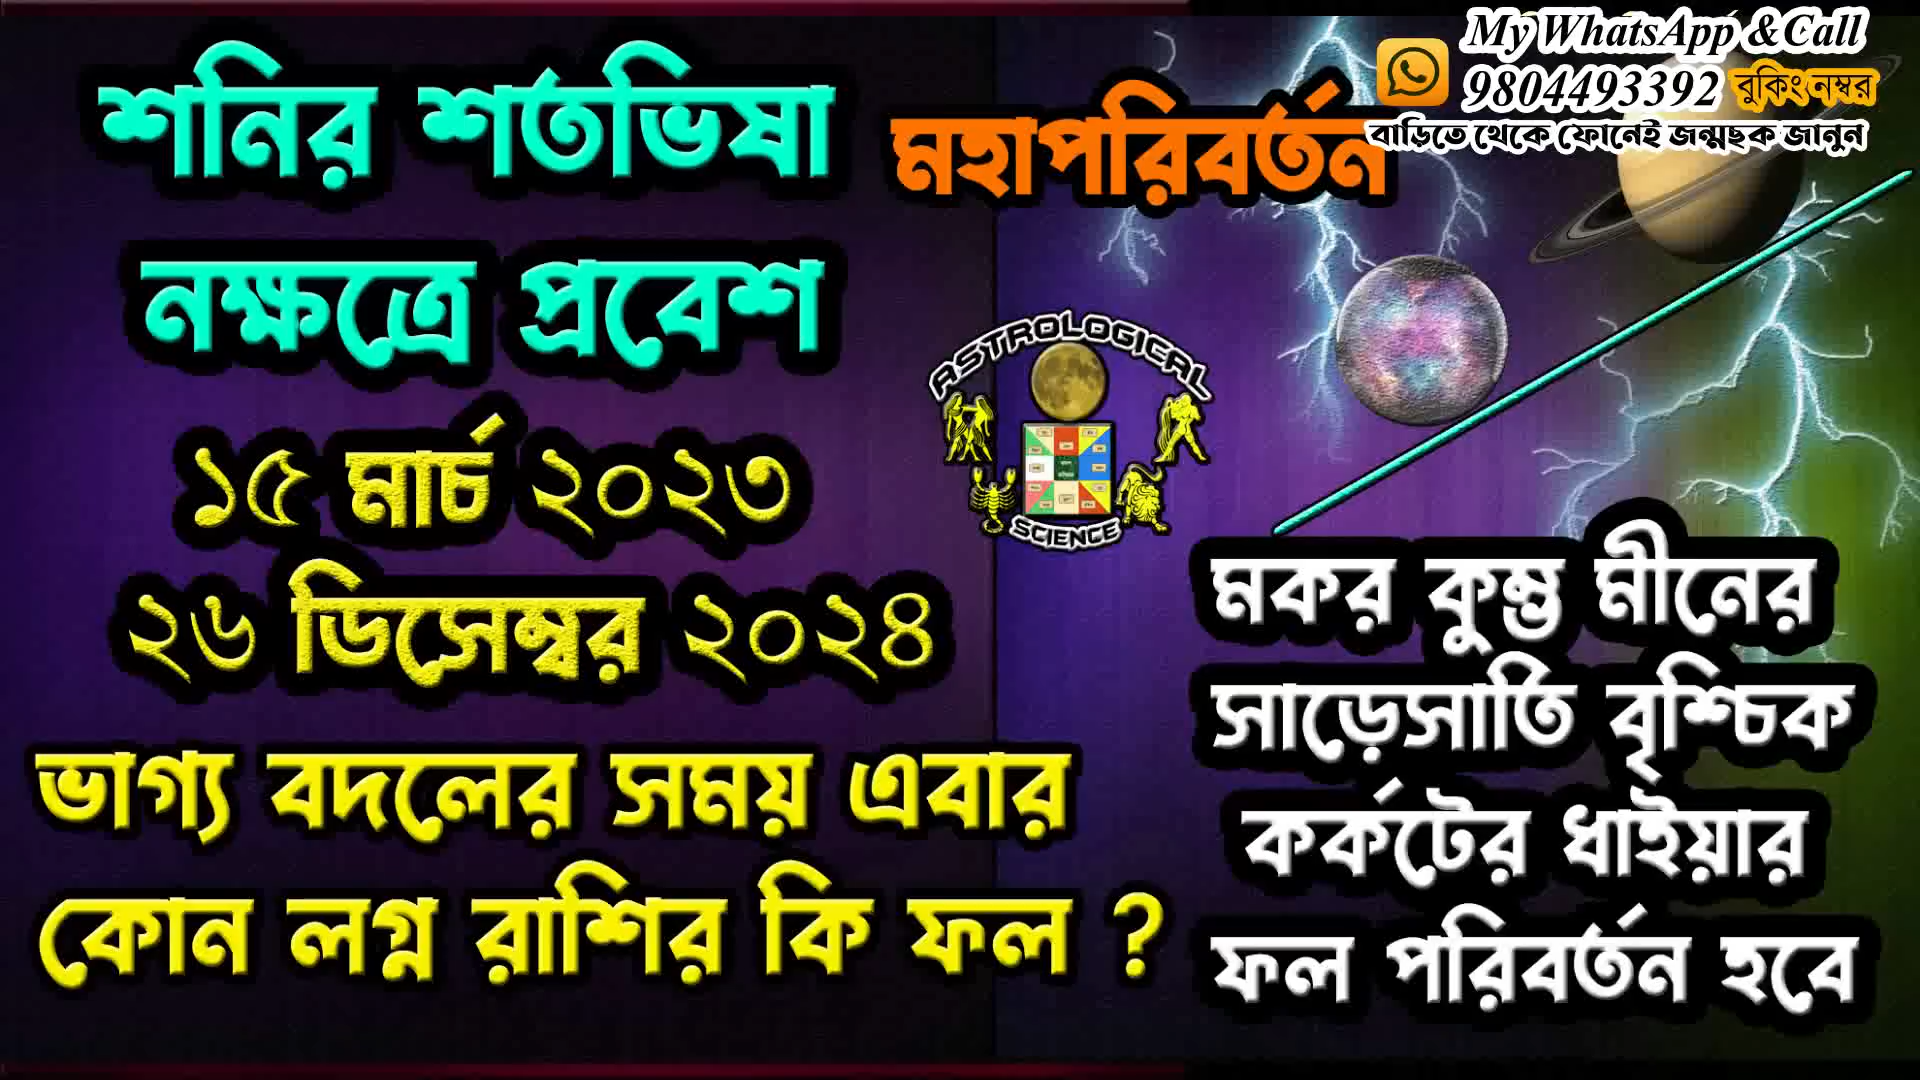 শনির শতভিষা
নক্ষত্রে প্রবেশ
১৫ মার্চ ২০২৩
২৬ ডিসেম্বর ২০২৪
ভাগ্য বদলের সময় এবার
কোন লগ্ন রাশির কি ফল ?
মহাপরিবর্তন
My WhatsApp & Call
9804493392 বুকিং নম্বর
বাড়িতে থেকে ফোনেই জন্মছক জানুন
ASTROLOGICAL
SCIENCE
মকর কুম্ভ মীনের
সাড়েসাতি বৃশ্চিক
কর্কটের ধাইয়ার
ফল পরিবর্তন হবে